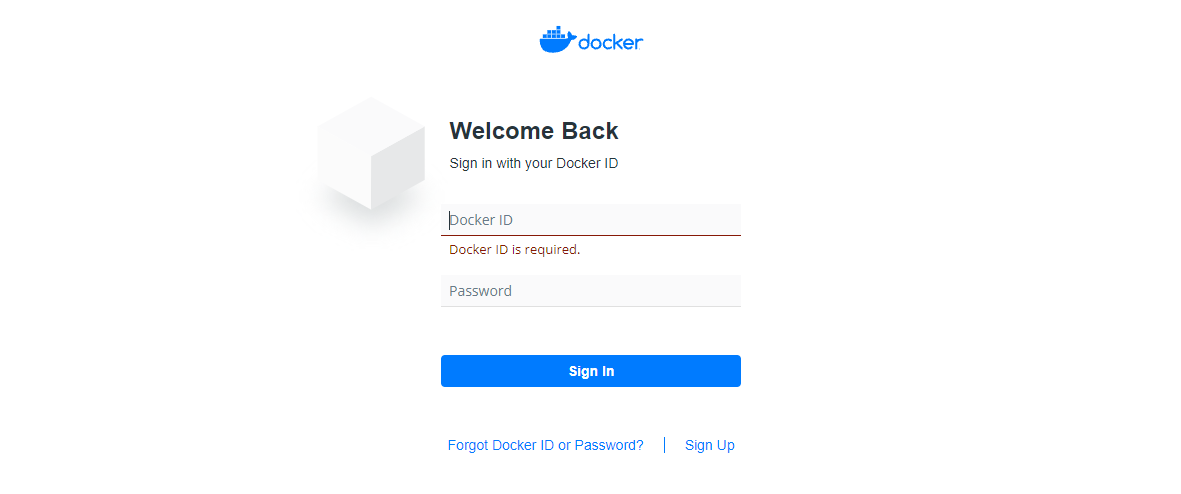 docker
Welcome Back
Sign in with your Docker ID
Docker ID
Docker ID is required.
Password
Sign In
Forgot Docker ID or Password? | Sign Up